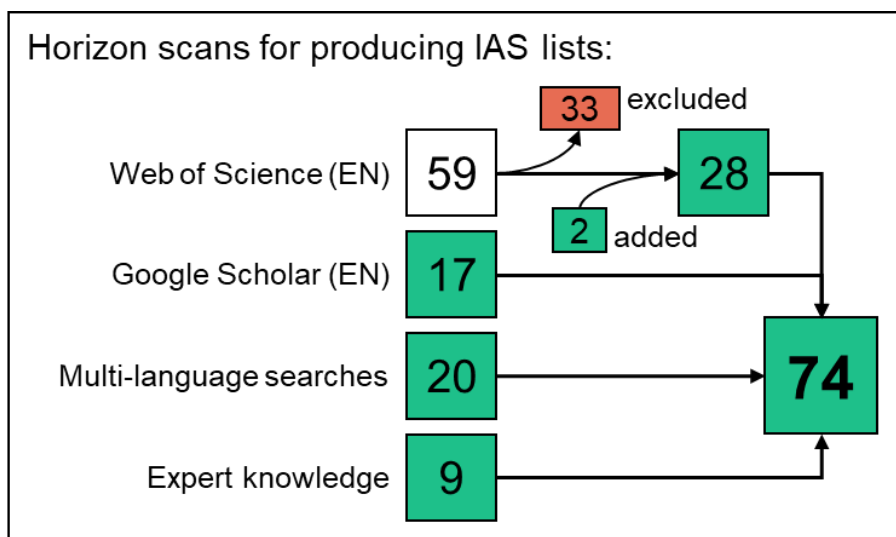 Horizon scans for producing IAS lists:
33 excluded
Web of Science (EN) 59 28
2 added
Google Scholar (EN) 17
Multi-language searches 20 74
Expert knowledge 9